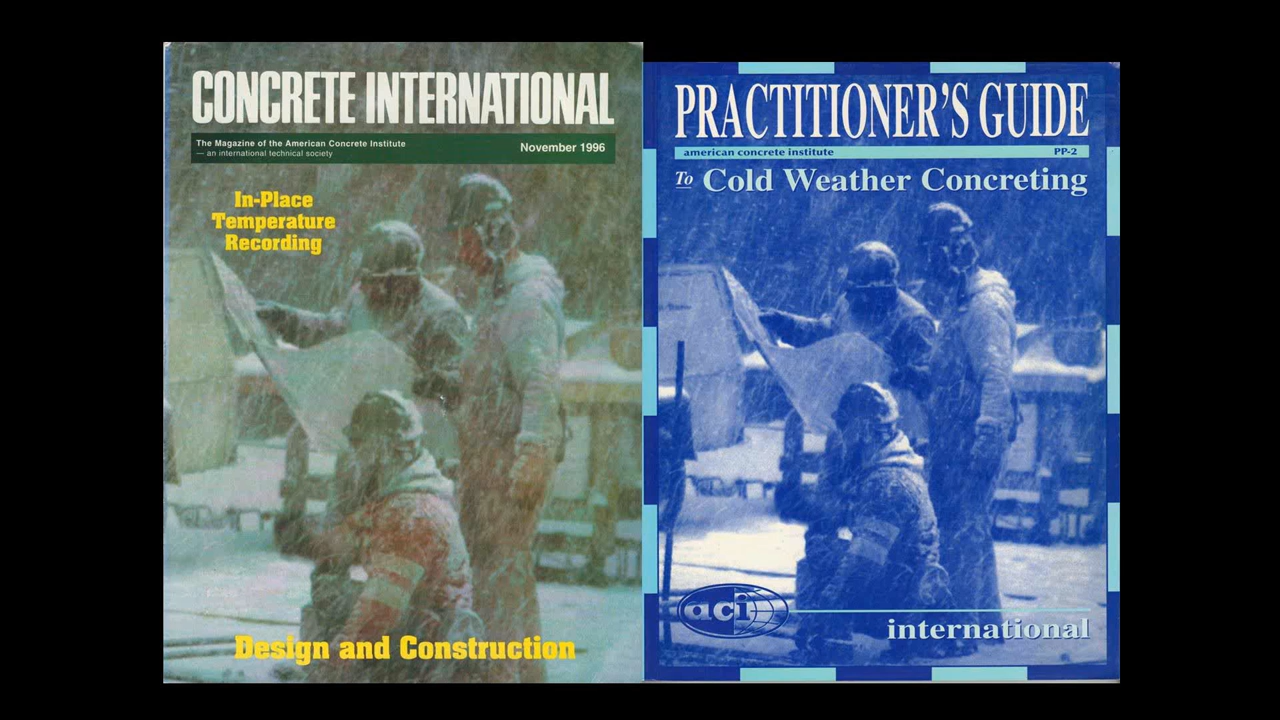 CONCRETE INTERNATIONAL
The Magazine of the American Concrete Institute
— an international technical society
November 1996
In-Place
Temperature
Recording
Design and Construction
PRACTITIONER'S GUIDE
american concrete institute
PP-2
To Cold Weather Concreting
aci
international